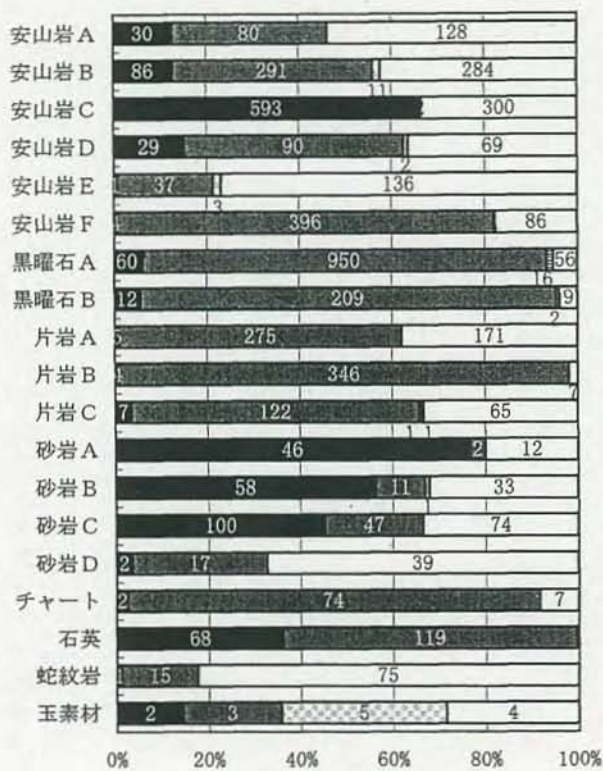 安山岩A 30 80 128
安山岩B 86 291 11 284
安山岩C 593 300
安山岩D 29 90 2 69
安山岩E 37 3 136
安山岩F 396 86
黒曜石A 60 950 16 56
黒曜石B 12 209 2 9
片岩A 5 275 171
片岩B 4 346 7
片岩C 7 122 1 1 65
砂岩A 46 2 12
砂岩B 58 11 33
砂岩C 100 47 74
砂岩D 2 17 39
チャート 2 74 7
石英 68 119
蛇紋岩 15 75
玉素材 2 3 5 4
0% 20% 40% 60% 80% 100%